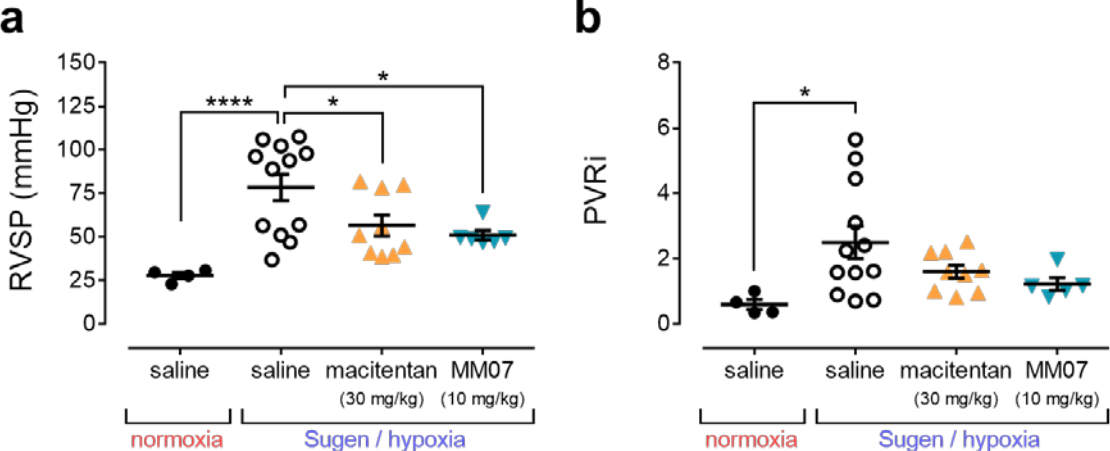 a
RVSP (mmHg)
150
125
100
75
50
25
0
****
*
*
saline
saline
macitentan
(30 mg/kg)
MM07
(10 mg/kg)
normoxia
Sugen / hypoxia
b
PVRi
8
6
4
2
0
*
saline
saline
macitentan
(30 mg/kg)
MM07
(10 mg/kg)
normoxia
Sugen / hypoxia